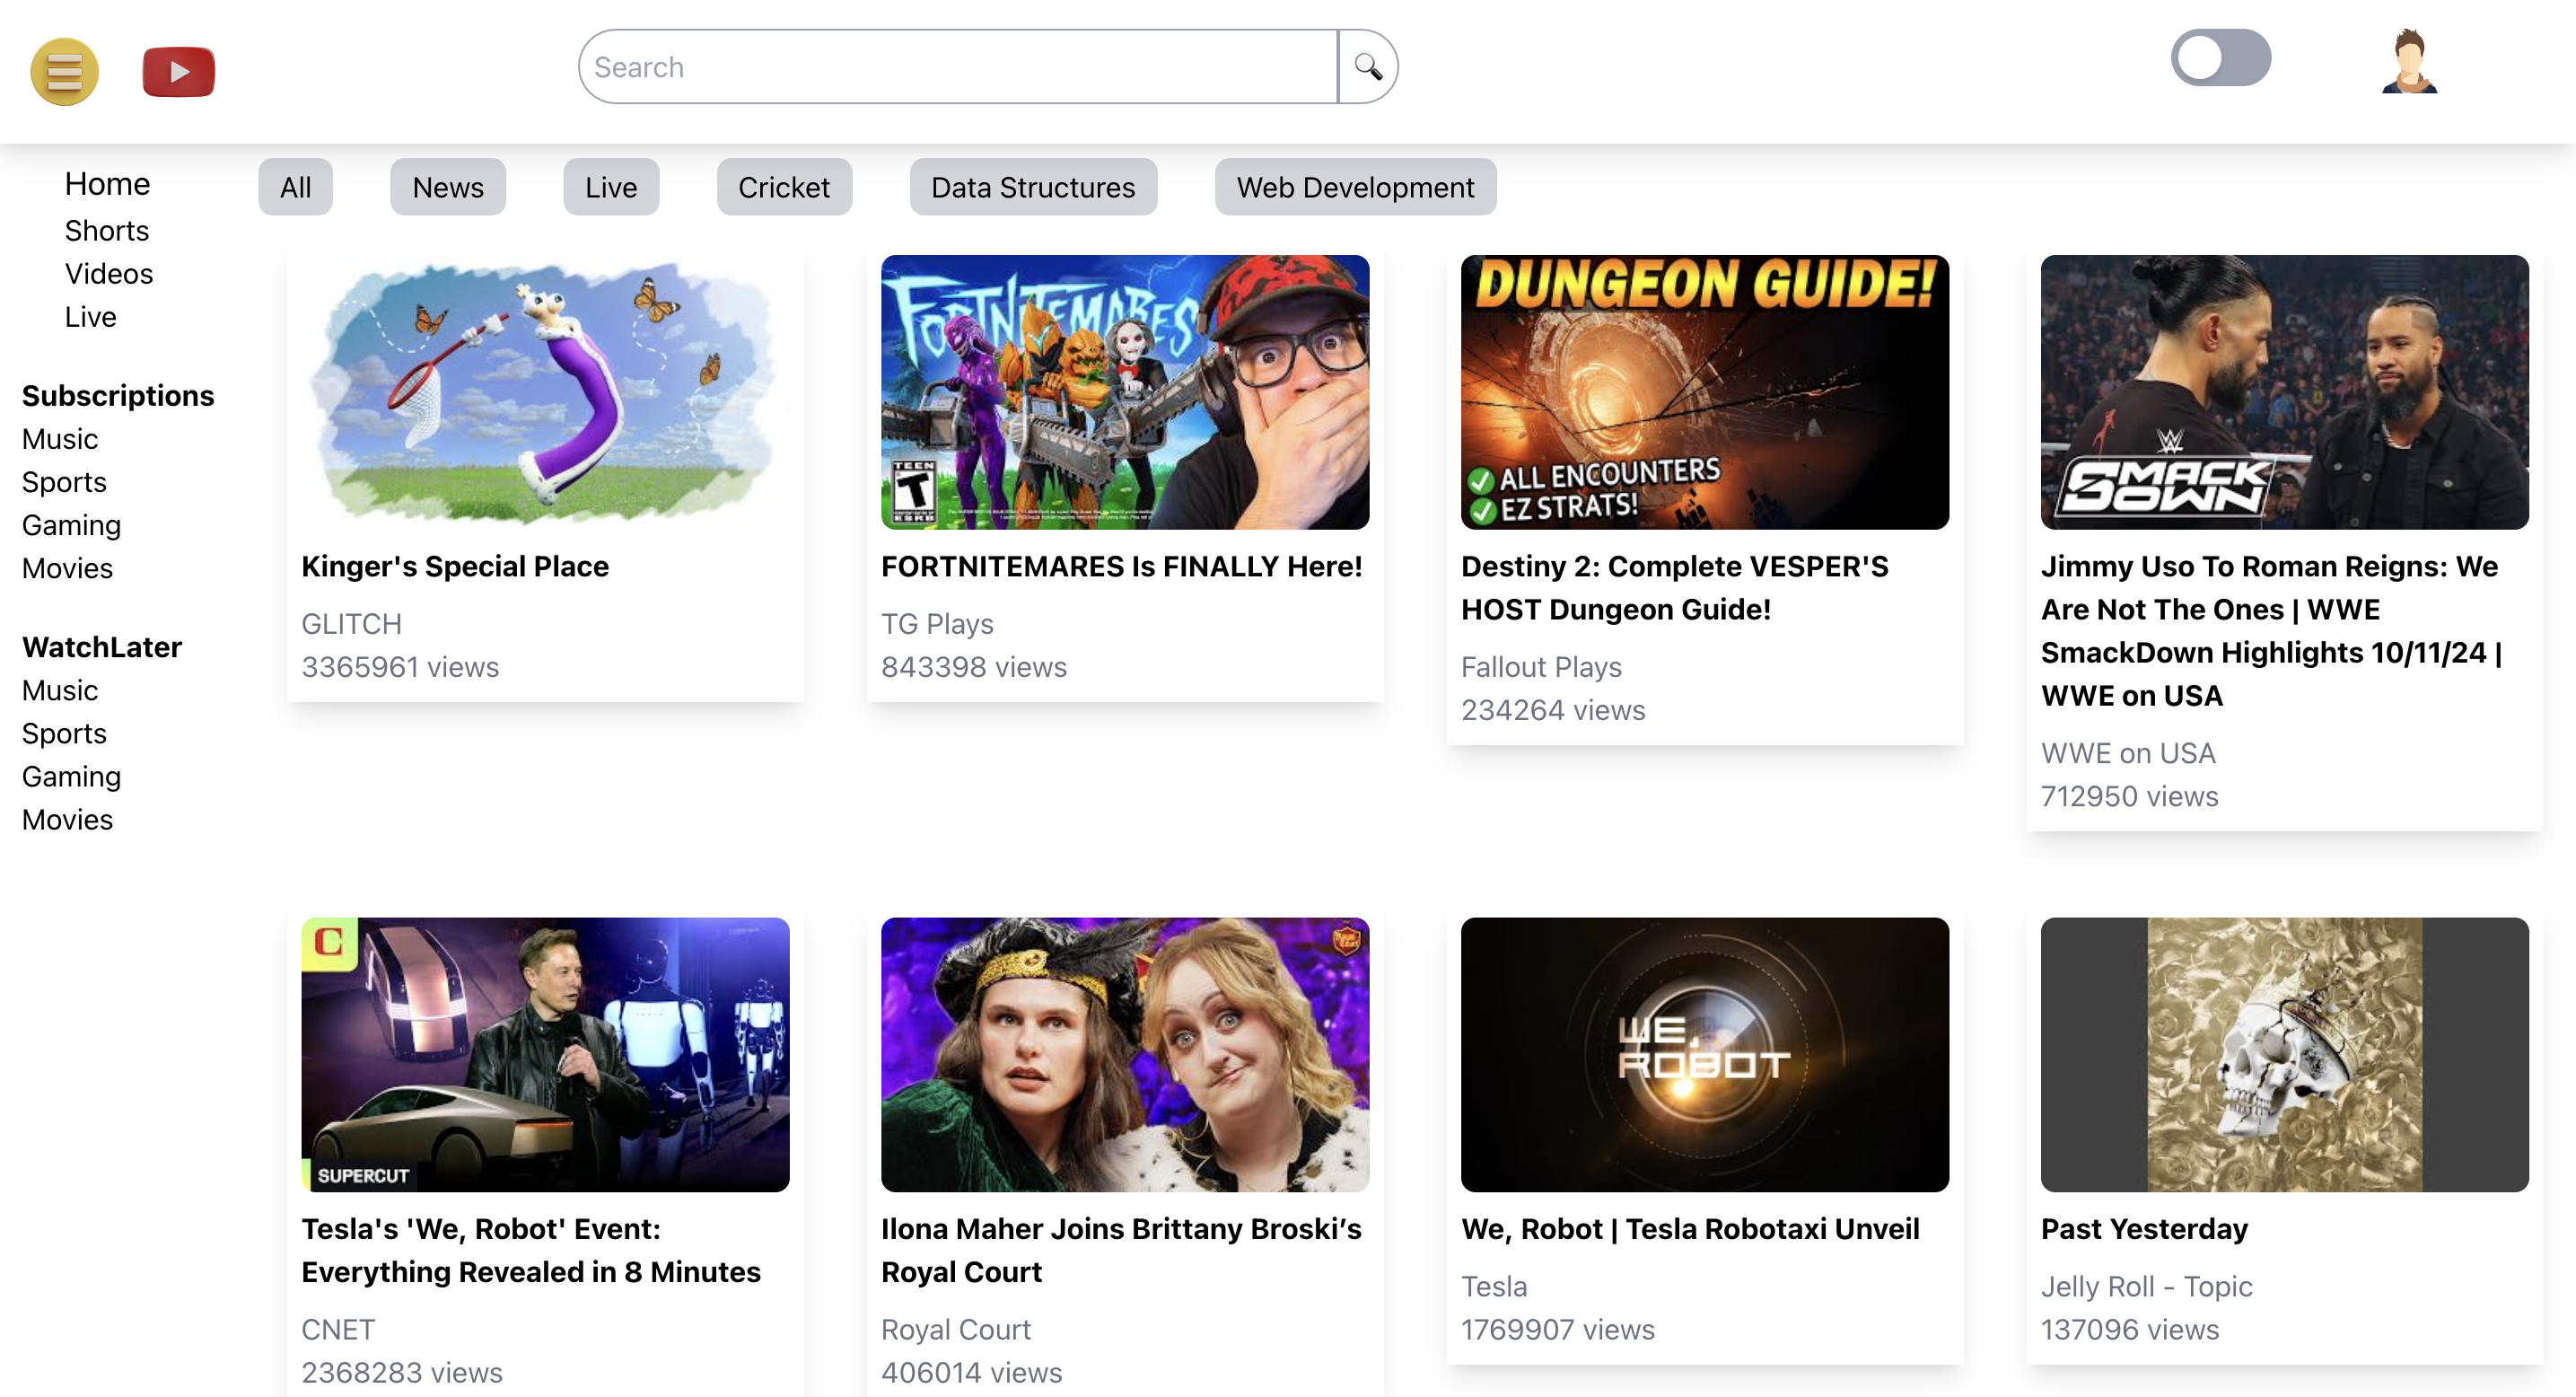 Search
Home
Shorts
Videos
Live
Subscriptions
Music
Sports
Gaming
Movies
WatchLater
Music
Sports
Gaming
Movies
All News Live Cricket Data Structures Web Development
Kinger's Special Place
GLITCH
3365961 views
FORTNITEMARES
TEEN
T
ESRB
FORTNITEMARES Is FINALLY Here!
TG Plays
843398 views
DUNGEON GUIDE!
ALL ENCOUNTERS
EZ STRATS!
Destiny 2: Complete VESPER'S
HOST Dungeon Guide!
Fallout Plays
234264 views
W
SMACK
DOWN
Jimmy Uso To Roman Reigns: We
Are Not The Ones | WWE
SmackDown Highlights 10/11/24 |
WWE on USA
WWE on USA
712950 views
C
SUPERCUT
Tesla's 'We, Robot' Event:
Everything Revealed in 8 Minutes
CNET
2368283 views
Royal
Court
Ilona Maher Joins Brittany Broski’s
Royal Court
Royal Court
406014 views
WE,
ROBOT
We, Robot | Tesla Robotaxi Unveil
Tesla
1769907 views
Past Yesterday
Jelly Roll - Topic
137096 views